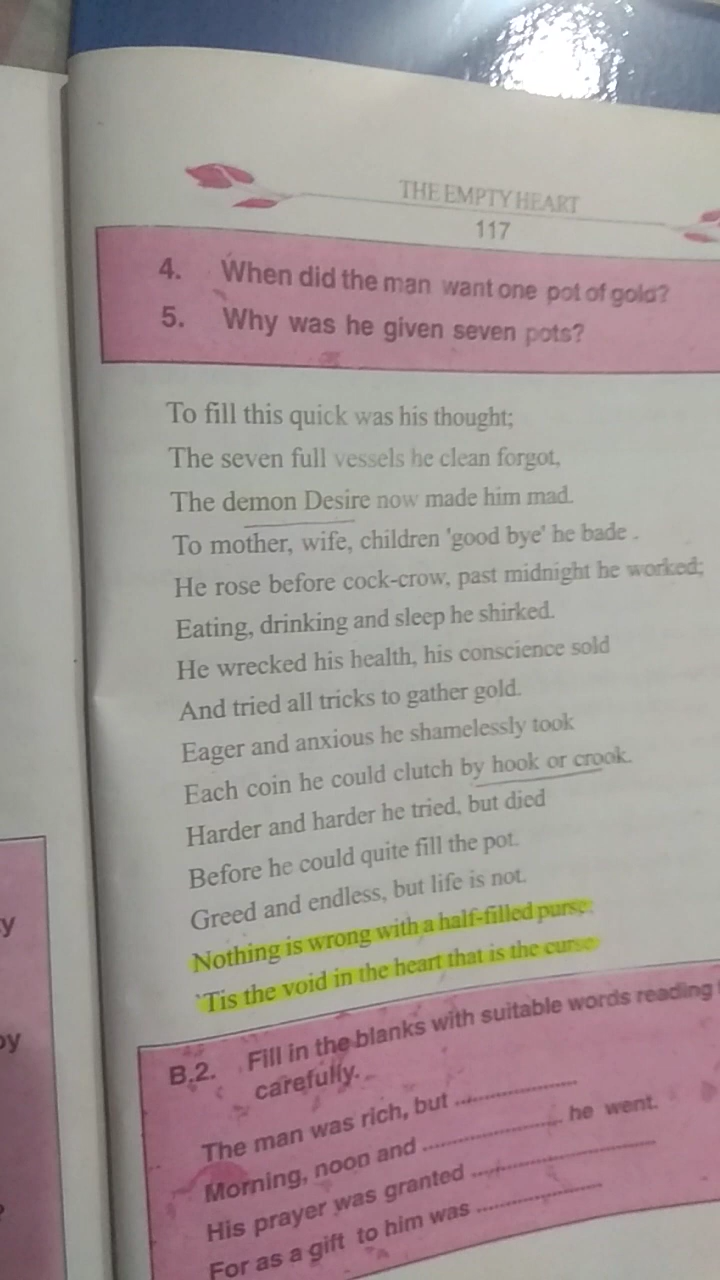 THE EMPTY HEART
117
4. When did the man want one pot of gold?
5. Why was he given seven pots?
To fill this quick was his thought;
The seven full vessels he clean forgot,
The demon Desire now made him mad.
To mother, wife, children 'good bye' he bade .
He rose before cock-crow, past midnight he worked;
Eating, drinking and sleep he shirked.
He wrecked his health, his conscience sold
And tried all tricks to gather gold.
Eager and anxious he shamelessly took
Each coin he could clutch by hook or crook.
Harder and harder he tried, but died
Before he could quite fill the pot.
Greed and endless, but life is not.
Nothing is wrong with a half-filled purse.
`Tis the void in the heart that is the curse
B.2. Fill in the blanks with suitable words reading
carefully.
The man was rich, but ....................
Morning, noon and ....................... he went.
His prayer was granted ..............................
For as a gift to him was ....................
y
y